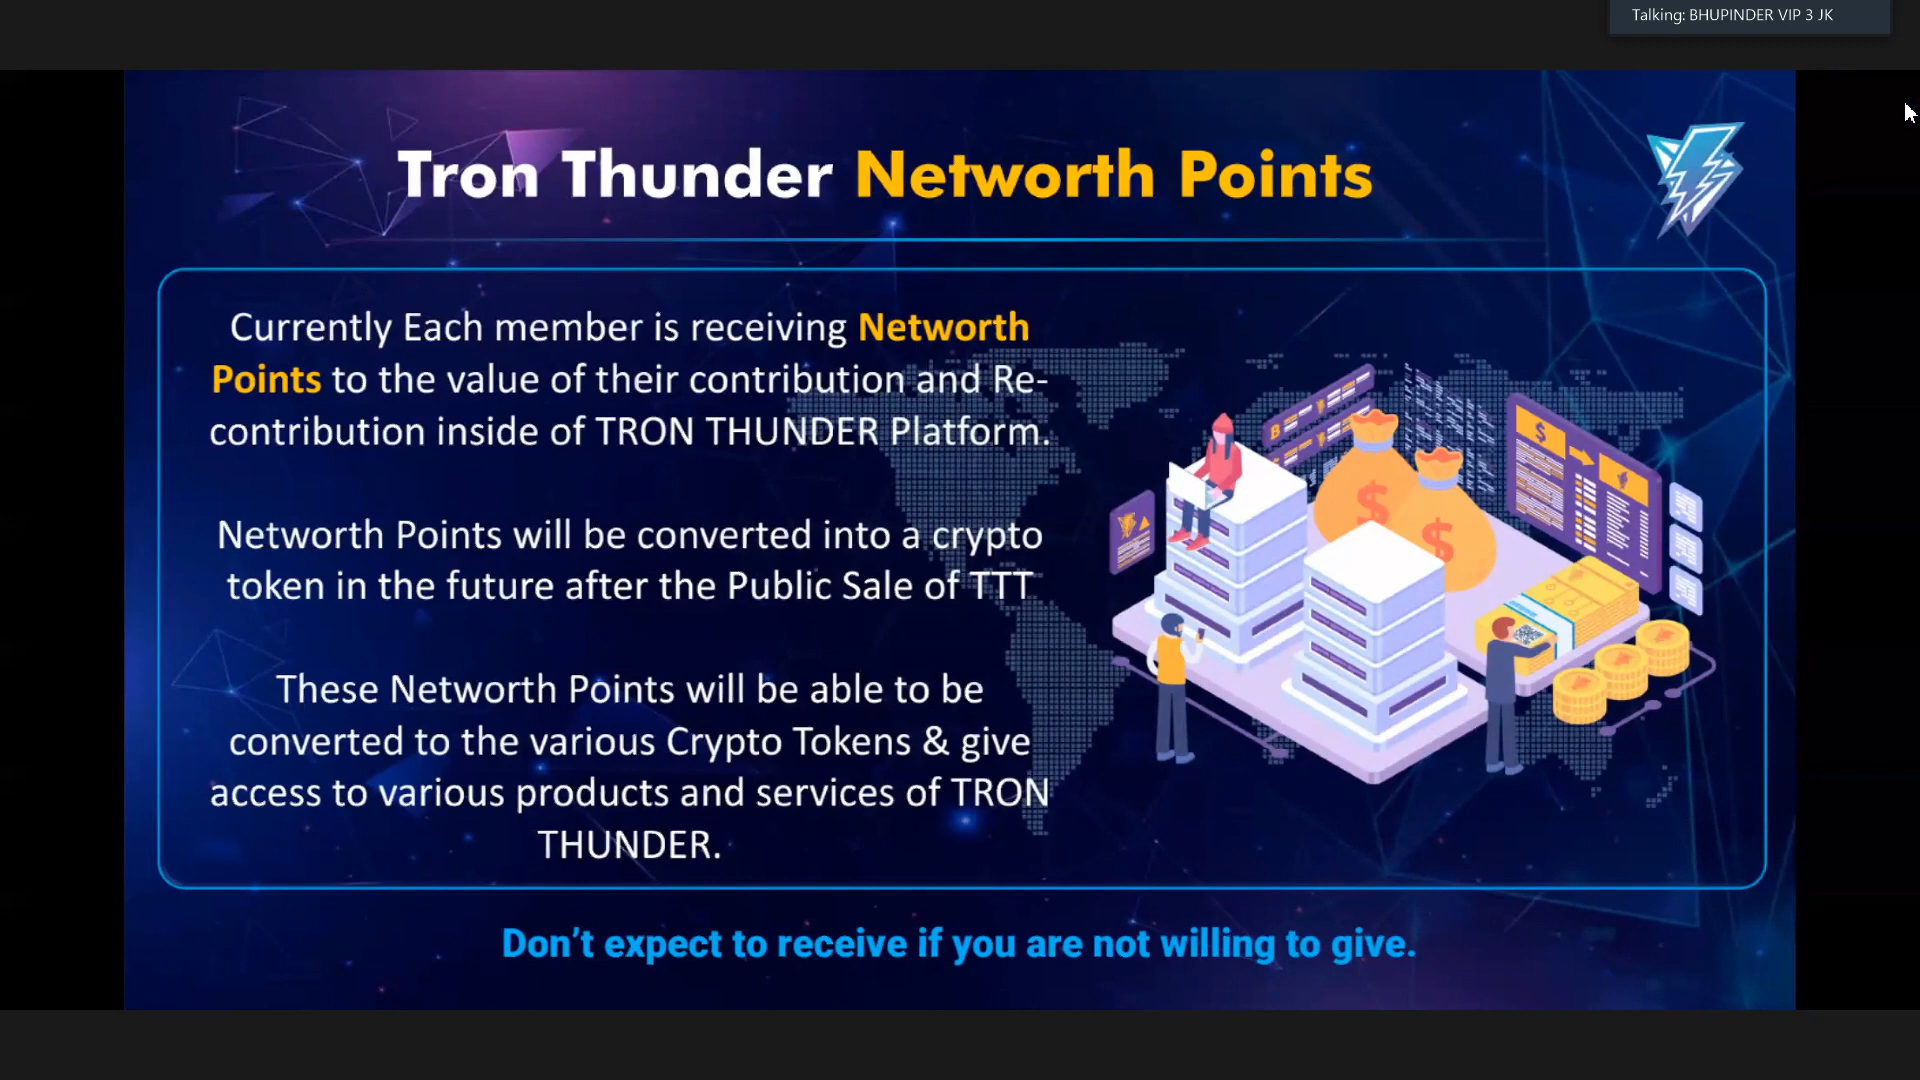 Talking: BHUPINDER VIP 3 JK
Tron Thunder Networth Points
Currently Each member is receiving Networth
Points to the value of their contribution and Re-
contribution inside of TRON THUNDER Platform.
Networth Points will be converted into a crypto
token in the future after the Public Sale of TTT
These Networth Points will be able to be
converted to the various Crypto Tokens & give
access to various products and services of TRON
THUNDER.
Don't expect to receive if you are not willing to give.